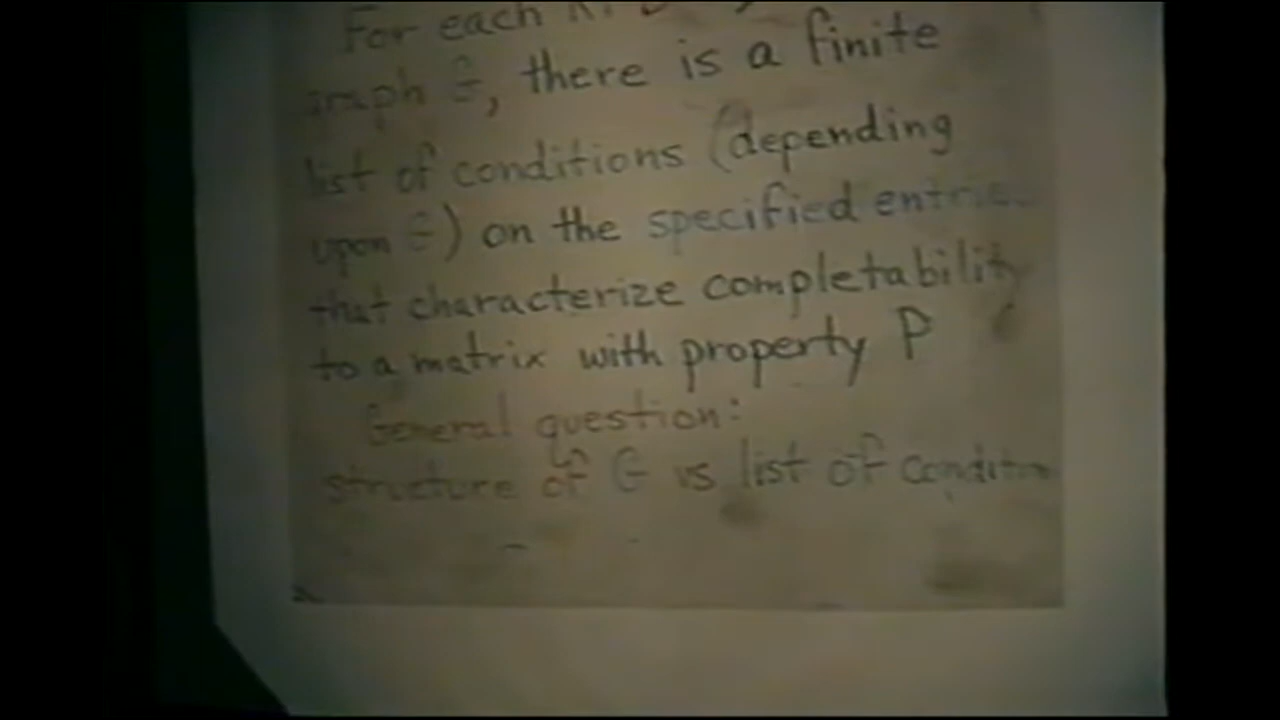 For each
graph G, there is a finite
list of conditions (depending
upon G) on the specified entries
that characterize completability
to a matrix with property P
General question:
structure of G vs list of condition